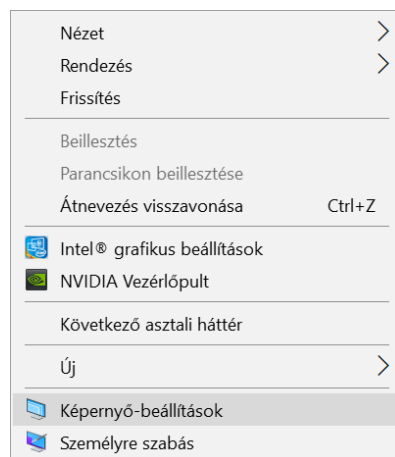 Nézet
Rendezés
Frissítés
Beillesztés
Parancsikon beillesztése
Átnevezés visszavonása Ctrl+Z
Intel® grafikus beállítások
NVIDIA Vezérlőpult
Következő asztali háttér
Új
Képernyő-beállítások
Személyre szabás